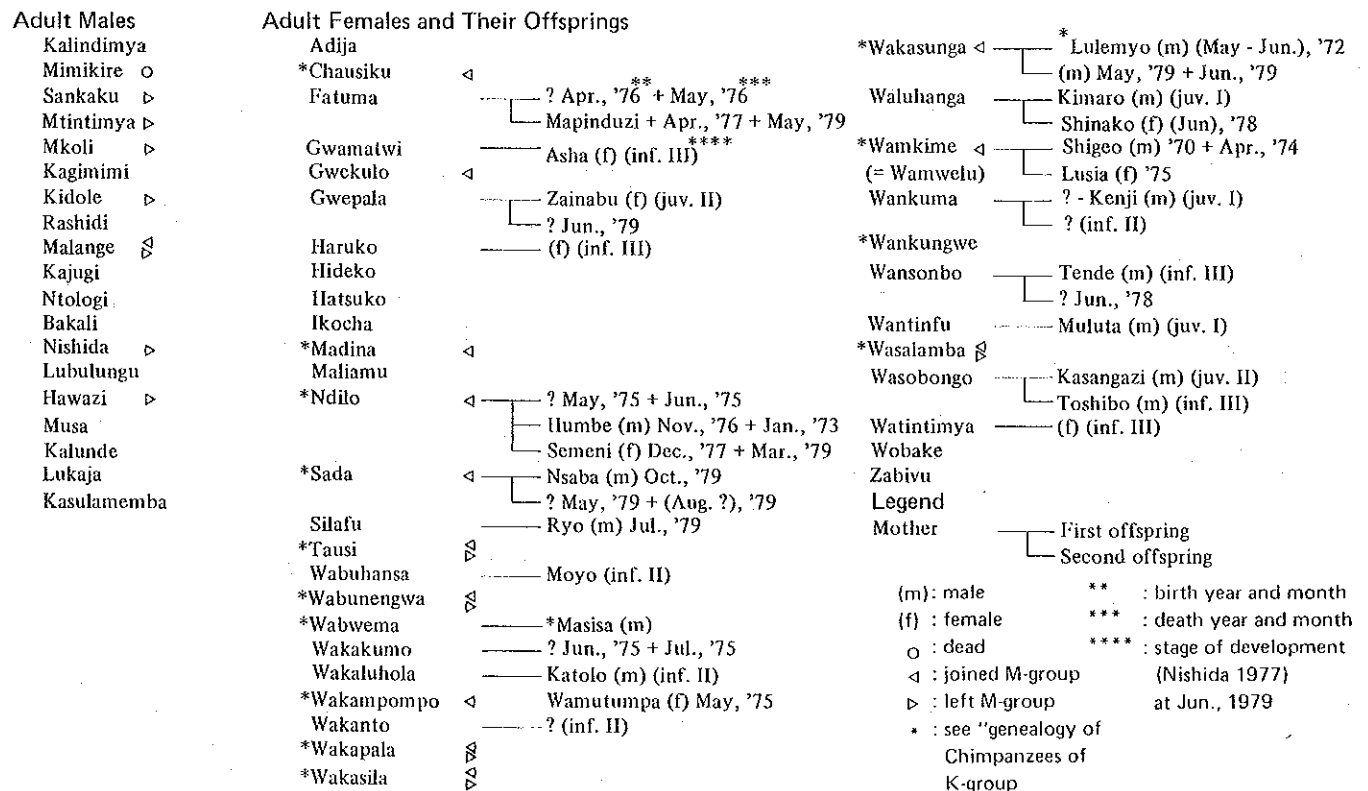 Adult Males
Kalindimya
Mimikire o
Sankaku ▷
Mtintimya ▷
Mkoli ▷
Kagimimi
Kidole ▷
Rashidi
Malange ◁▷
Kajugi
Ntologi
Bakali
Nishida ▷
Lubulungu
Hawazi ▷
Musa
Kalunde
Lukaja
Kasulamemba
Adult Females and Their Offsprings
Adija
*Chausiku ◁
Fatuma ? Apr., '76** + May, '76***
Mapinduzi + Apr., '77 + May, '79
Gwamatwi Asha (f) (inf. III)****
Gwekulo ◁
Gwepala Zainabu (f) (juv. II)
? Jun., '79
Haruko (f) (inf. III)
Hideko
Hatsuko
Ikocha
*Madina ◁
Maliamu
*Ndilo ◁ ? May, '75 + Jun., '75
Humbe (m) Nov., '76 + Jan., '73
Semeni (f) Dec., '77 + Mar., '79
*Sada ◁ Nsaba (m) Oct., '79
? May, '79 + (Aug. ?), '79
Silafu Ryo (m) Jul., '79
*Tausi ◁▷
Wabuhansa Moyo (inf. II)
*Wabunengwa ◁▷
*Wabwema *Masisa (m)
Wakakumo ? Jun., '75 + Jul., '75
Wakaluhola Katolo (m) (inf. II)
*Wakampompo ◁ Wamutumpa (f) May, '75
Wakanto ? (inf. II)
*Wakapala ◁▷
*Wakasila ◁▷
*Wakasunga ◁ *Lulemyo (m) (May - Jun.), '72
(m) May, '79 + Jun., '79
Waluhanga Kimaro (m) (juv. I)
Shinako (f) (Jun), '78
*Wamkime ◁ Shigeo (m) '70 + Apr., '74
(= Wamwelu) Lusia (f) '75
Wankuma ? - Kenji (m) (juv. I)
? (inf. II)
*Wankungwe
Wansonbo Tende (m) (inf. III)
? Jun., '78
Wantinfu Muluta (m) (juv. I)
*Wasalamba ◁▷
Wasobongo Kasangazi (m) (juv. II)
Toshibo (m) (inf. III)
Watintimya (f) (inf. III)
Wobake
Zabivu
Legend
Mother First offspring
Second offspring
(m): male
(f) : female
o : dead
◁ : joined M-group
▷ : left M-group
* : see "genealogy of
Chimpanzees of
K-group
** : birth year and month
*** : death year and month
**** : stage of development
(Nishida 1977)
at Jun., 1979